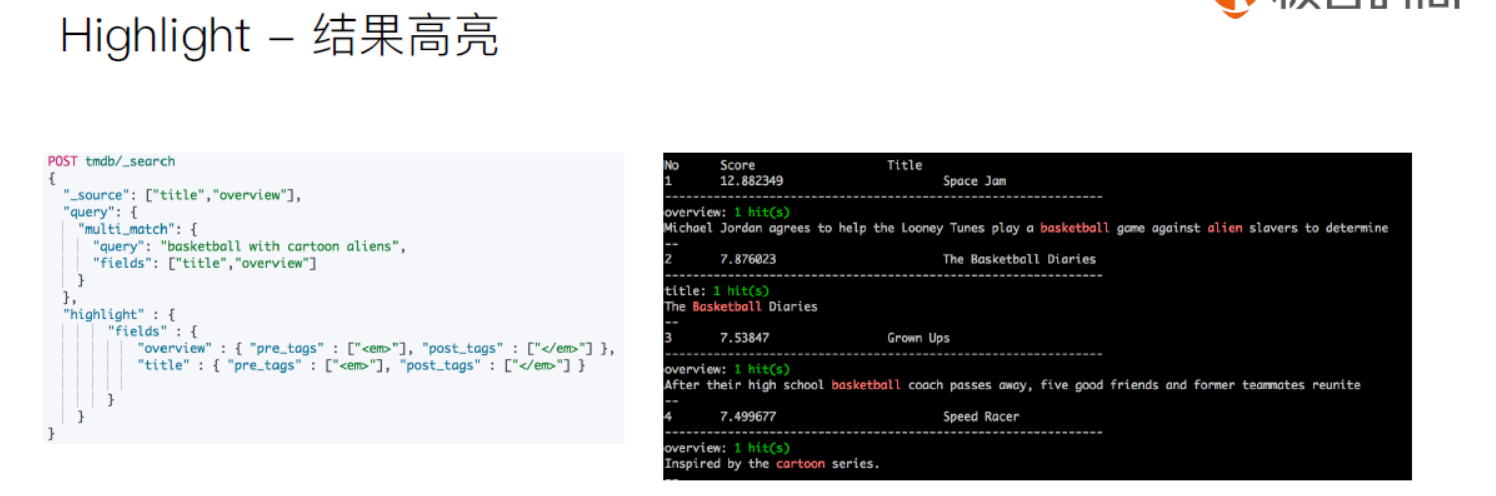 Highlight – 结果高亮
POST tmdb/_search
{
"_source": ["title","overview"],
"query": {
"multi_match": {
"query": "basketball with cartoon aliens",
"fields": ["title","overview"]
}
},
"highlight" : {
"fields" : {
"overview" : { "pre_tags" : ["<em>"], "post_tags" : ["</em>"] },
"title" : { "pre_tags" : ["<em>"], "post_tags" : ["</em>"] }
}
}
}
No Score Title
1 12.882349 Space Jam
----------------------------------------------------------------
overview: 1 hit(s)
Michael Jordan agrees to help the Looney Tunes play a basketball game against alien slavers to determine
--
2 7.876023 The Basketball Diaries
----------------------------------------------------------------
title: 1 hit(s)
The Basketball Diaries
--
3 7.53847 Grown Ups
----------------------------------------------------------------
overview: 1 hit(s)
After their high school basketball coach passes away, five good friends and former teammates reunite
--
4 7.499677 Speed Racer
----------------------------------------------------------------
overview: 1 hit(s)
Inspired by the cartoon series.
--